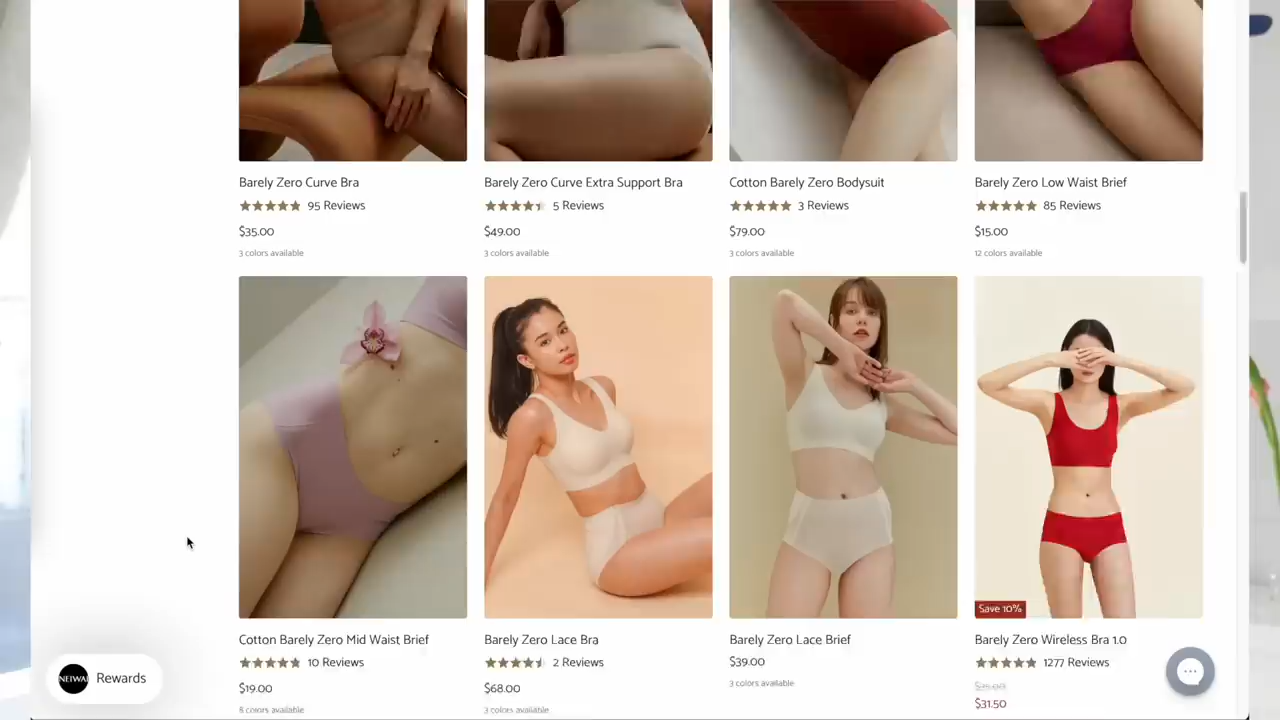 Barely Zero Curve Bra
95 Reviews
$35.00
3 colors available
Barely Zero Curve Extra Support Bra
5 Reviews
$49.00
3 colors available
Cotton Barely Zero Bodysuit
3 Reviews
$79.00
3 colors available
Barely Zero Low Waist Brief
85 Reviews
$15.00
12 colors available
Cotton Barely Zero Mid Waist Brief
10 Reviews
$19.00
8 colors available
Barely Zero Lace Bra
2 Reviews
$68.00
3 colors available
Barely Zero Lace Brief
$39.00
3 colors available
Save 10%
Barely Zero Wireless Bra 1.0
1277 Reviews
$31.50
NEIWAI
Rewards